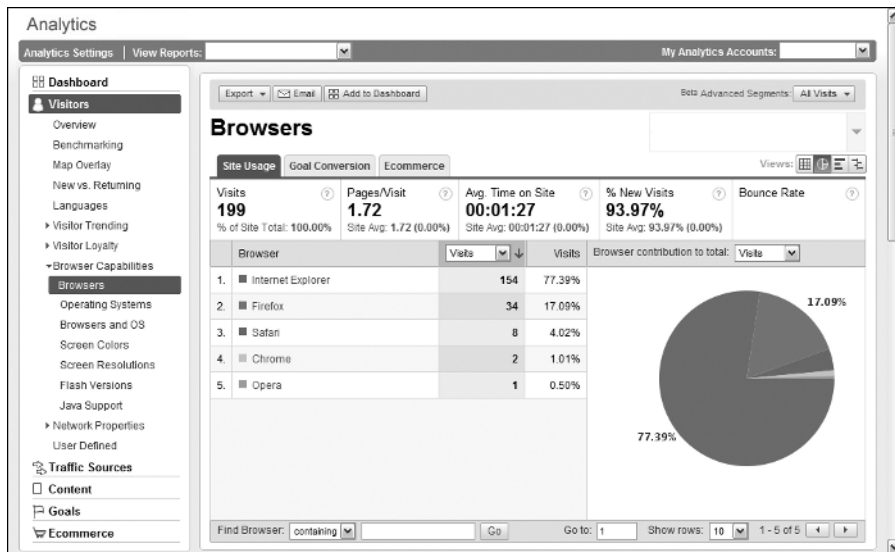 Analytics
Analytics Settings | View Reports:
My Analytics Accounts:
Dashboard
Visitors
Overview
Benchmarking
Map Overlay
New vs. Returning
Languages
Visitor Trending
Visitor Loyalty
Browser Capabilities
Browsers
Operating Systems
Browsers and OS
Screen Colors
Screen Resolutions
Flash Versions
Java Support
Network Properties
User Defined
Traffic Sources
Content
Goals
Ecommerce
Export Email Add to Dashboard
Beta Advanced Segments: All Visits
Browsers
Site Usage Goal Conversion Ecommerce
Views:
Visits ? Pages/Visit ? Avg. Time on Site ? % New Visits ? Bounce Rate ?
199 1.72 00:01:27 93.97%
% of Site Total: 100.00% Site Avg: 1.72 (0.00%) Site Avg: 00:01:27 (0.00%) Site Avg: 93.97% (0.00%)
Browser Visits Visits Browser contribution to total: Visits
1. Internet Explorer 154 77.39%
2. Firefox 34 17.09%
3. Safari 8 4.02%
4. Chrome 2 1.01%
5. Opera 1 0.50%
17.09%
77.39%
Find Browser: containing Go Go to: 1 Show rows: 10 1 - 5 of 5